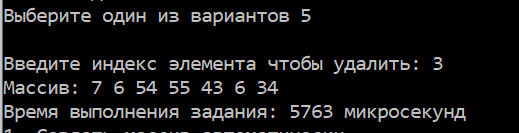 Выберите один из вариантов 5
Введите индекс элемента чтобы удалить: 3
Массив: 7 6 54 55 43 6 34
Время выполнения задания: 5763 микросекунд